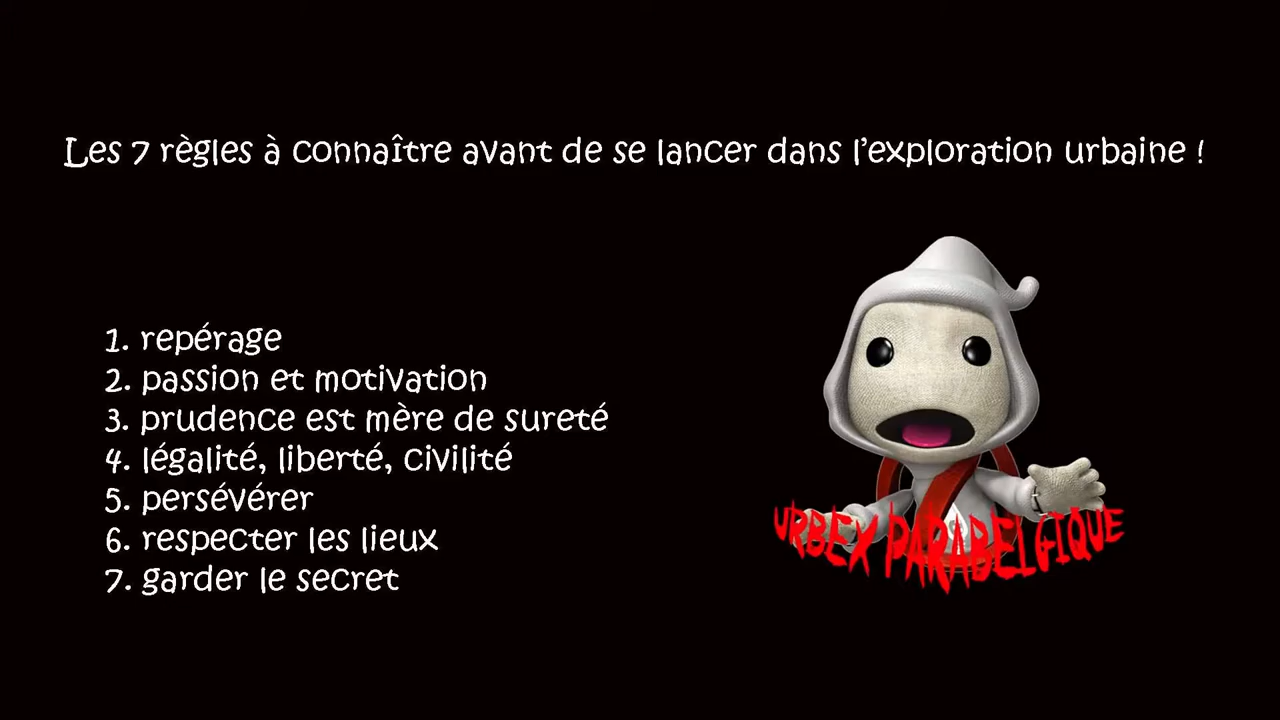 Les 7 règles à connaître avant de se lancer dans l'exploration urbaine !
1. repérage
2. passion et motivation
3. prudence est mère de sureté
4. légalité, liberté, civilité
5. persévérer
6. respecter les lieux
7. garder le secret
URBEX PARABELGIQUE